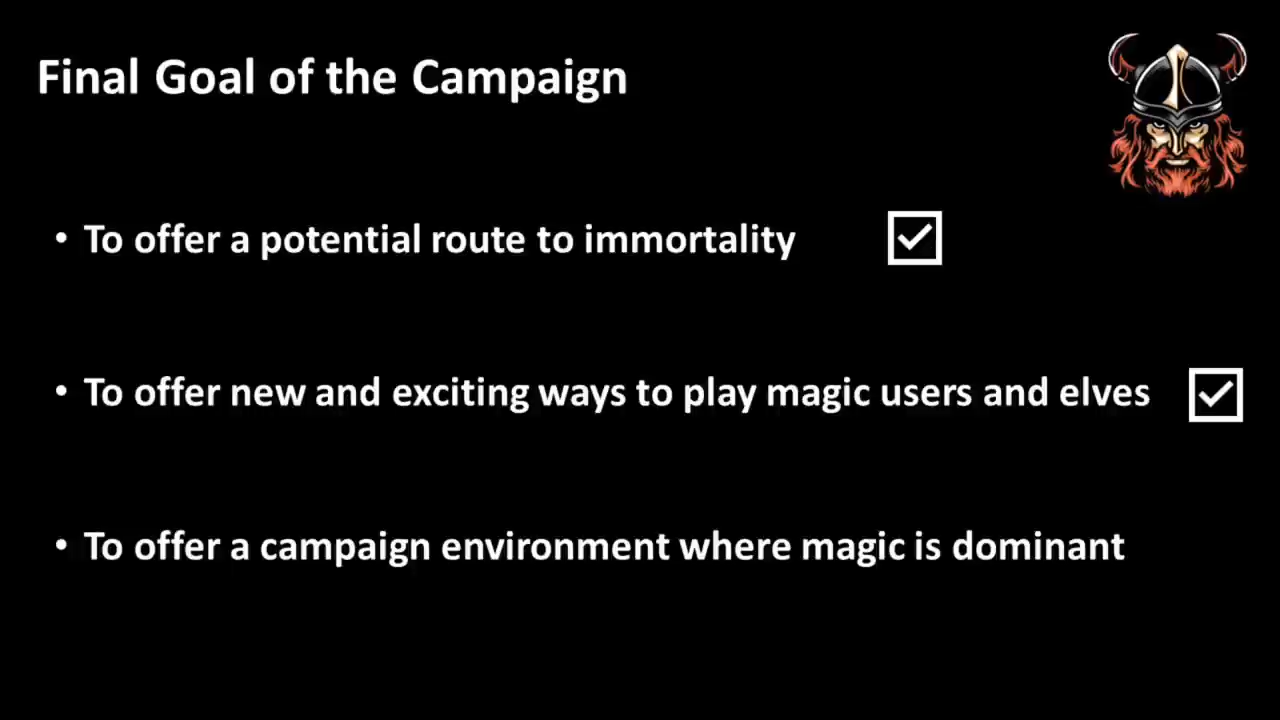 Final Goal of the Campaign
• To offer a potential route to immortality
• To offer new and exciting ways to play magic users and elves
• To offer a campaign environment where magic is dominant